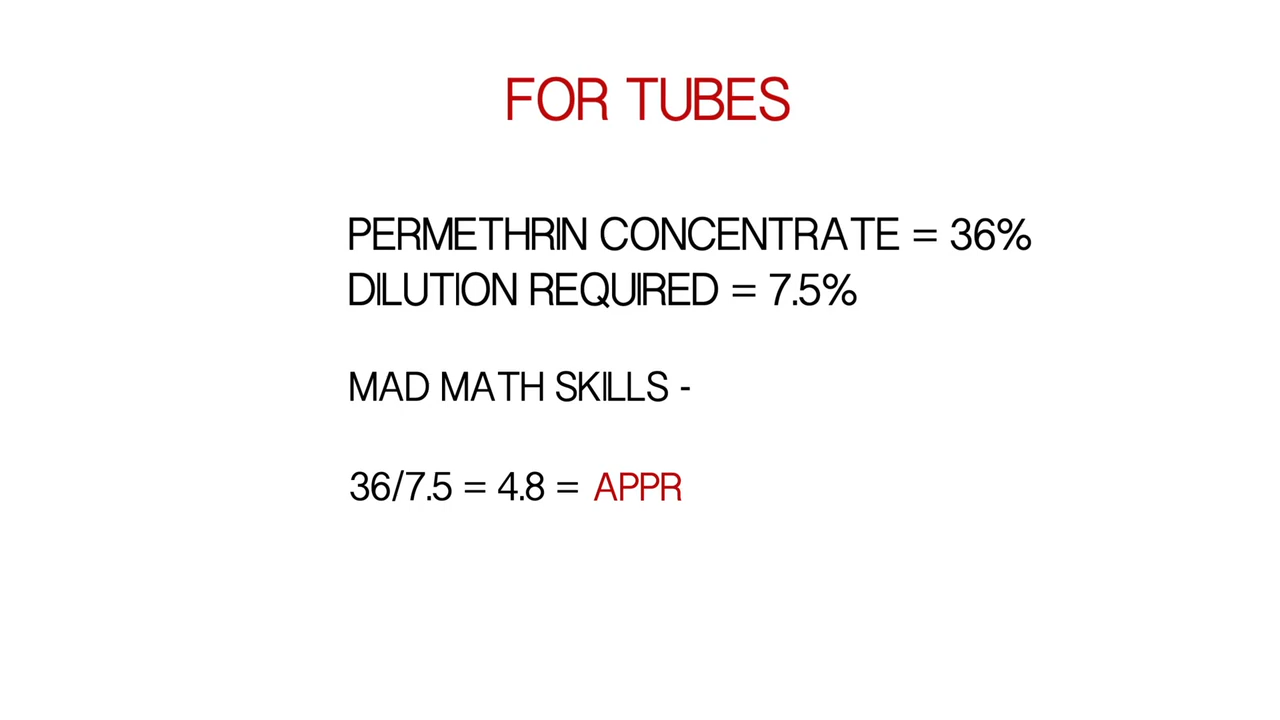 FOR TUBES
PERMETHRIN CONCENTRATE = 36%
DILUTION REQUIRED = 7.5%
MAD MATH SKILLS -
36/7.5 = 4.8 = APPR